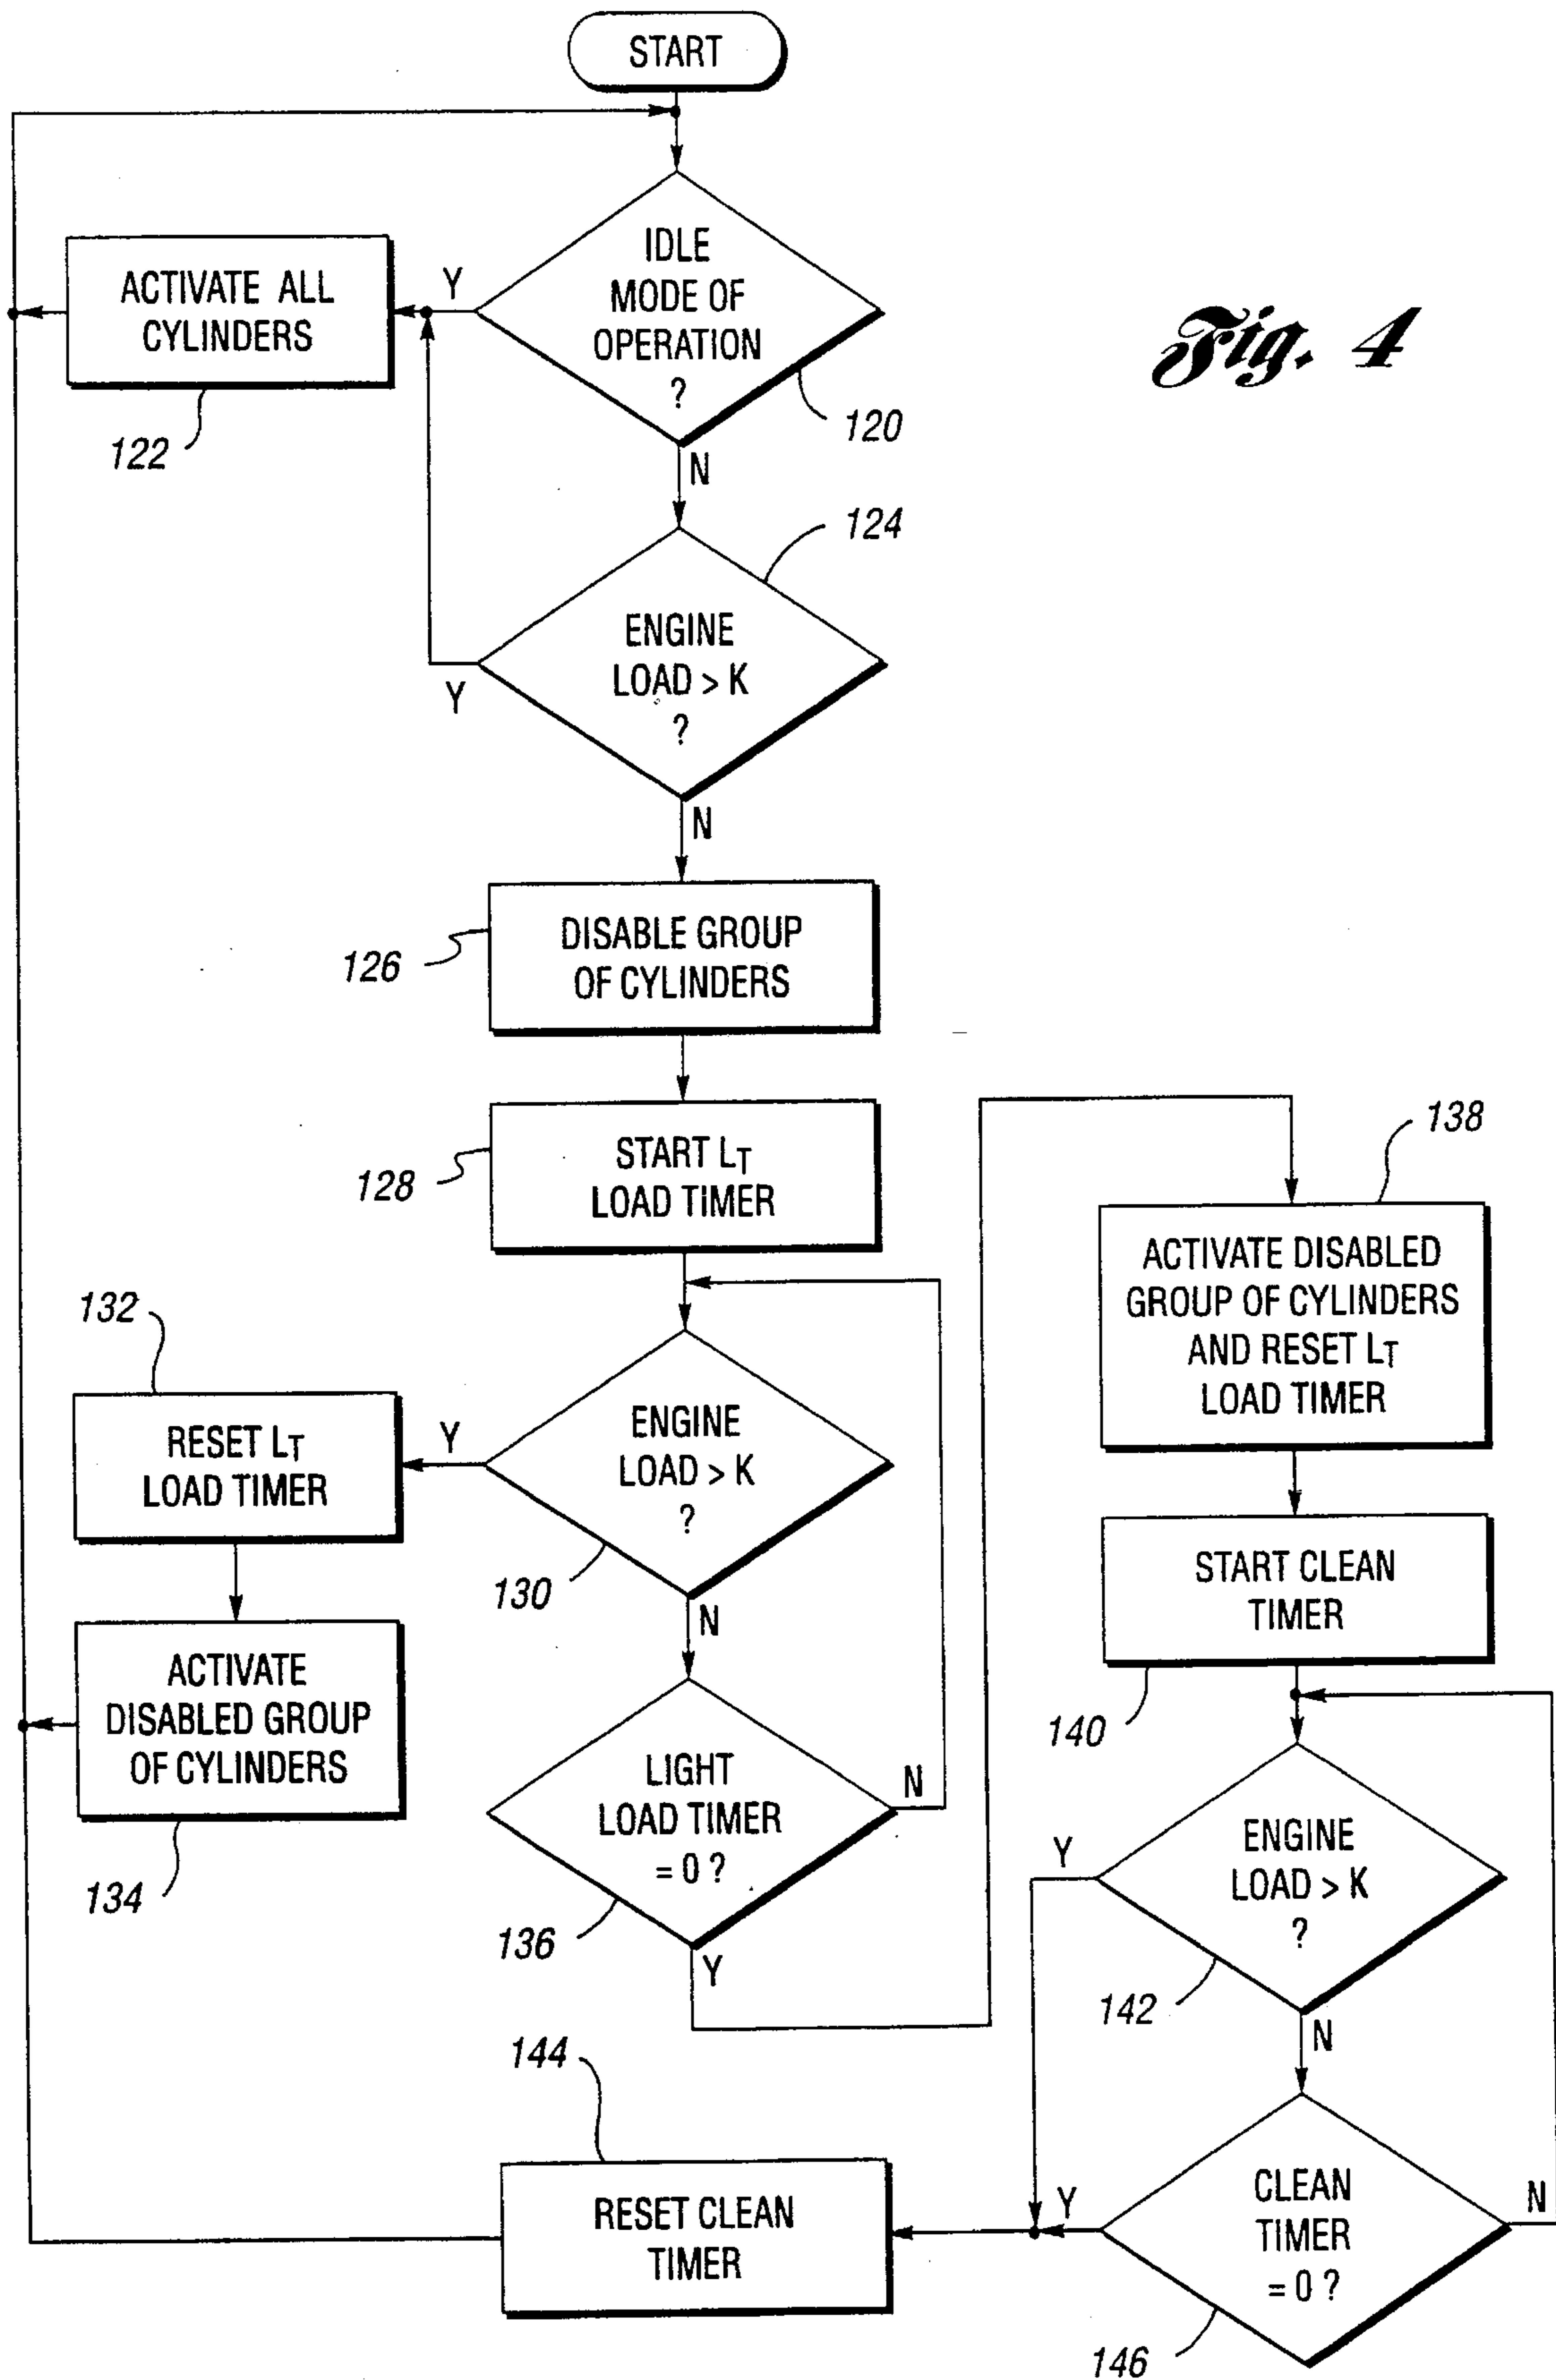 START
IDLE
MODE OF
OPERATION
?
Y
ACTIVATE ALL
CYLINDERS
Fig. 4
120
122
N
124
ENGINE
LOAD > K
?
Y
N
126
DISABLE GROUP
OF CYLINDERS
128
START LT
LOAD TIMER
138
ACTIVATE DISABLED
GROUP OF CYLINDERS
AND RESET LT
LOAD TIMER
132
RESET LT
LOAD TIMER
Y
ENGINE
LOAD > K
?
130
N
START CLEAN
TIMER
140
ACTIVATE
DISABLED GROUP
OF CYLINDERS
134
LIGHT
LOAD TIMER
= 0 ?
N
136
Y
ENGINE
LOAD > K
?
Y
142
N
144
RESET CLEAN
TIMER
Y
CLEAN
TIMER
= 0 ?
N
146